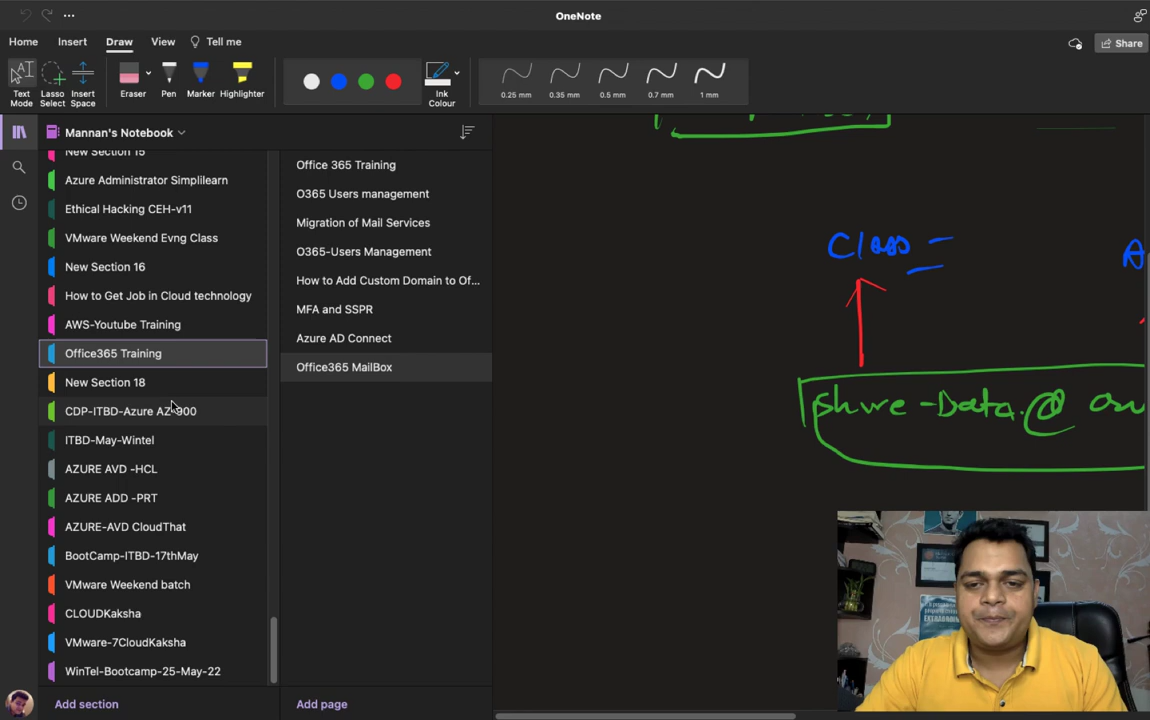 OneNote
Home Insert Draw View Tell me
Share
Text Mode
Lasso Select
Insert Space
Eraser
Pen
Marker
Highlighter
Ink Colour
0.25 mm
0.35 mm
0.5 mm
0.7 mm
1 mm
Mannan's Notebook
New Section 15
Azure Administrator Simplilearn
Ethical Hacking CEH-v11
VMware Weekend Evng Class
New Section 16
How to Get Job in Cloud technology
AWS-Youtube Training
Office365 Training
New Section 18
CDP-ITBD-Azure AZ-900
ITBD-May-Wintel
AZURE AVD -HCL
AZURE ADD -PRT
AZURE-AVD CloudThat
BootCamp-ITBD-17thMay
VMware Weekend batch
CLOUDKaksha
VMware-7CloudKaksha
WinTel-Bootcamp-25-May-22
Add section
Office 365 Training
O365 Users management
Migration of Mail Services
O365-Users Management
How to Add Custom Domain to Of...
MFA and SSPR
Azure AD Connect
Office365 MailBox
Add page
Class =
A
-Data.@